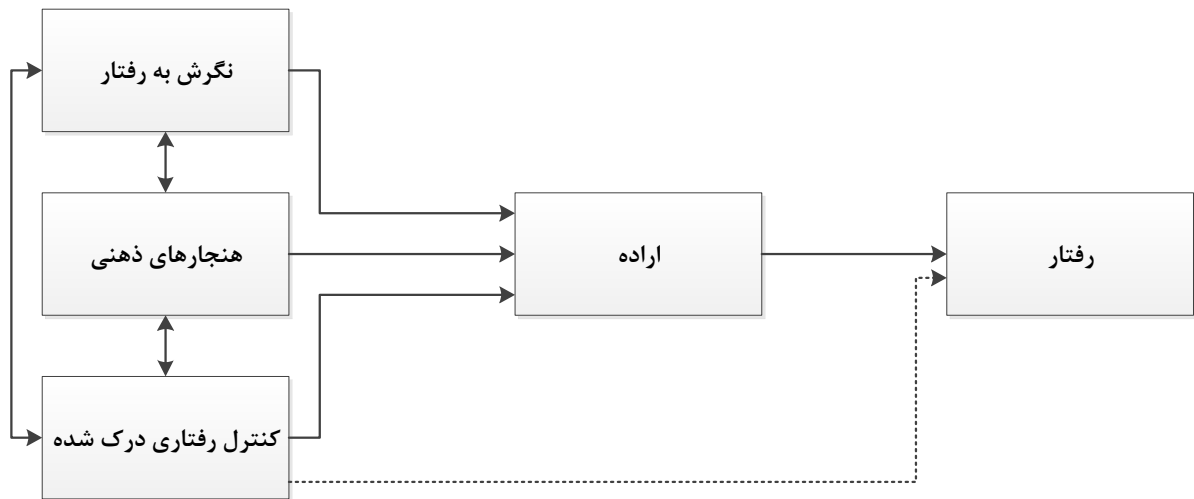 نگرش به رفتار
هنجارهای ذهنی
اراده
رفتار
کنترل رفتاری درک شده